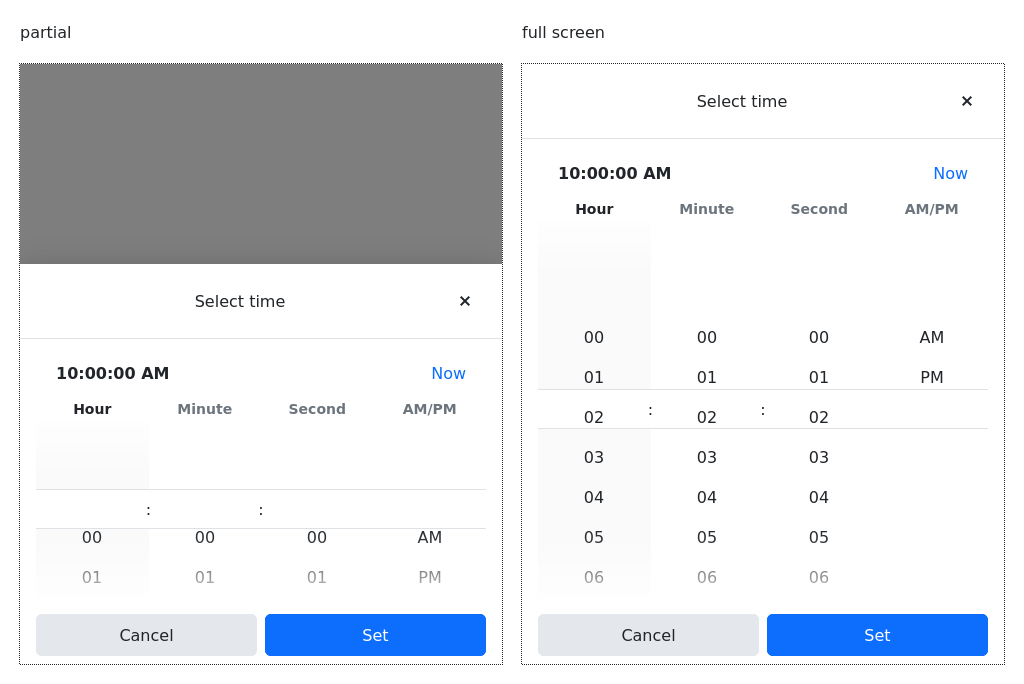 partial
Select time ×
10:00:00 AM Now
Hour Minute Second AM/PM
: :
00 00 00 AM
01 01 01 PM
Cancel Set
full screen
Select time ×
10:00:00 AM Now
Hour Minute Second AM/PM
00 00 00 AM
01 01 01 PM
02 : 02 : 02
03 03 03
04 04 04
05 05 05
06 06 06
Cancel Set